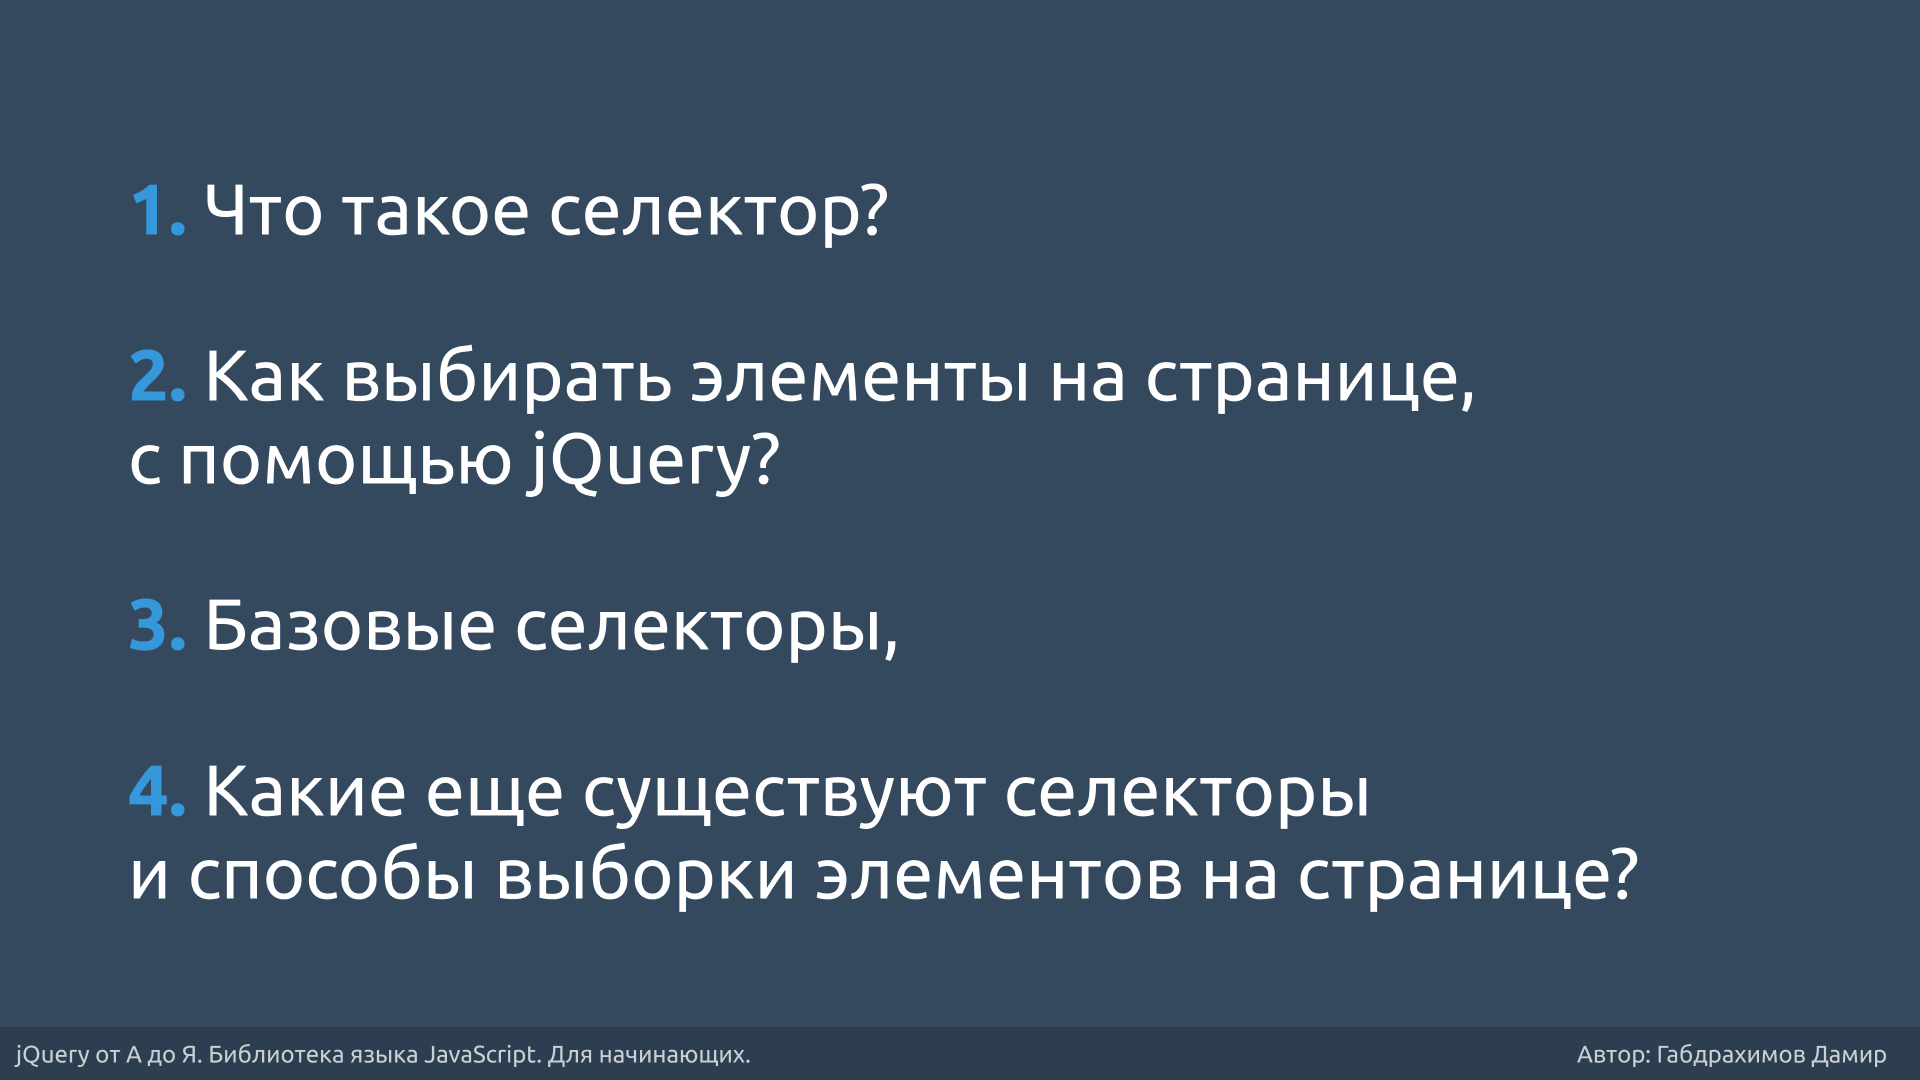 1. Что такое селектор?
2. Как выбирать элементы на странице,
с помощью jQuery?
3. Базовые селекторы,
4. Какие еще существуют селекторы
и способы выборки элементов на странице?
jQuery от А до Я. Библиотека языка JavaScript. Для начинающих.
Автор: Габдрахимов Дамир